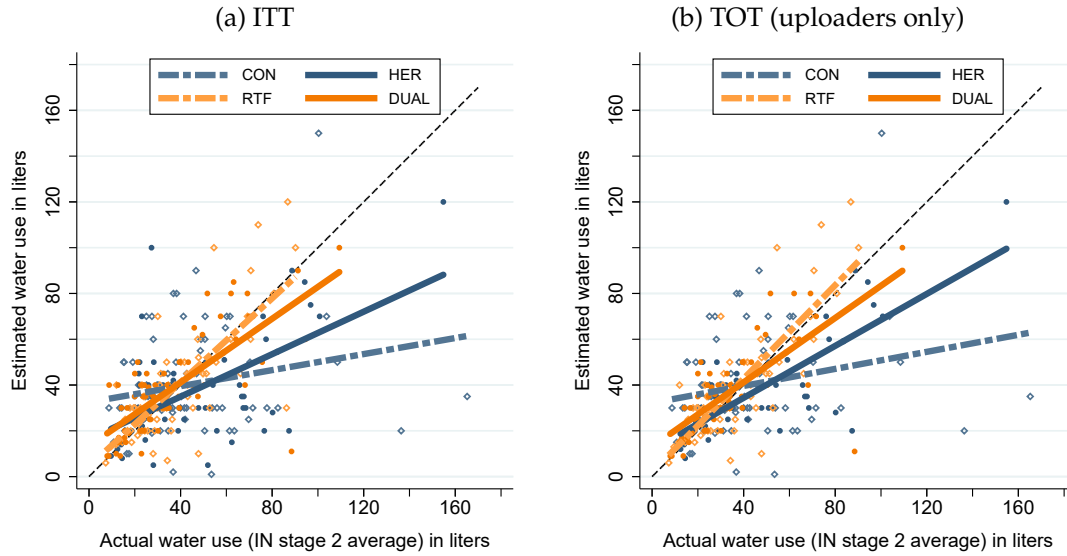 (a) ITT
CON
HER
RTF
DUAL
Estimated water use in liters
160
120
80
40
0
0 40 80 120 160
Actual water use (IN stage 2 average) in liters
(b) TOT (uploaders only)
CON
HER
RTF
DUAL
Estimated water use in liters
160
120
80
40
0
0 40 80 120 160
Actual water use (IN stage 2 average) in liters